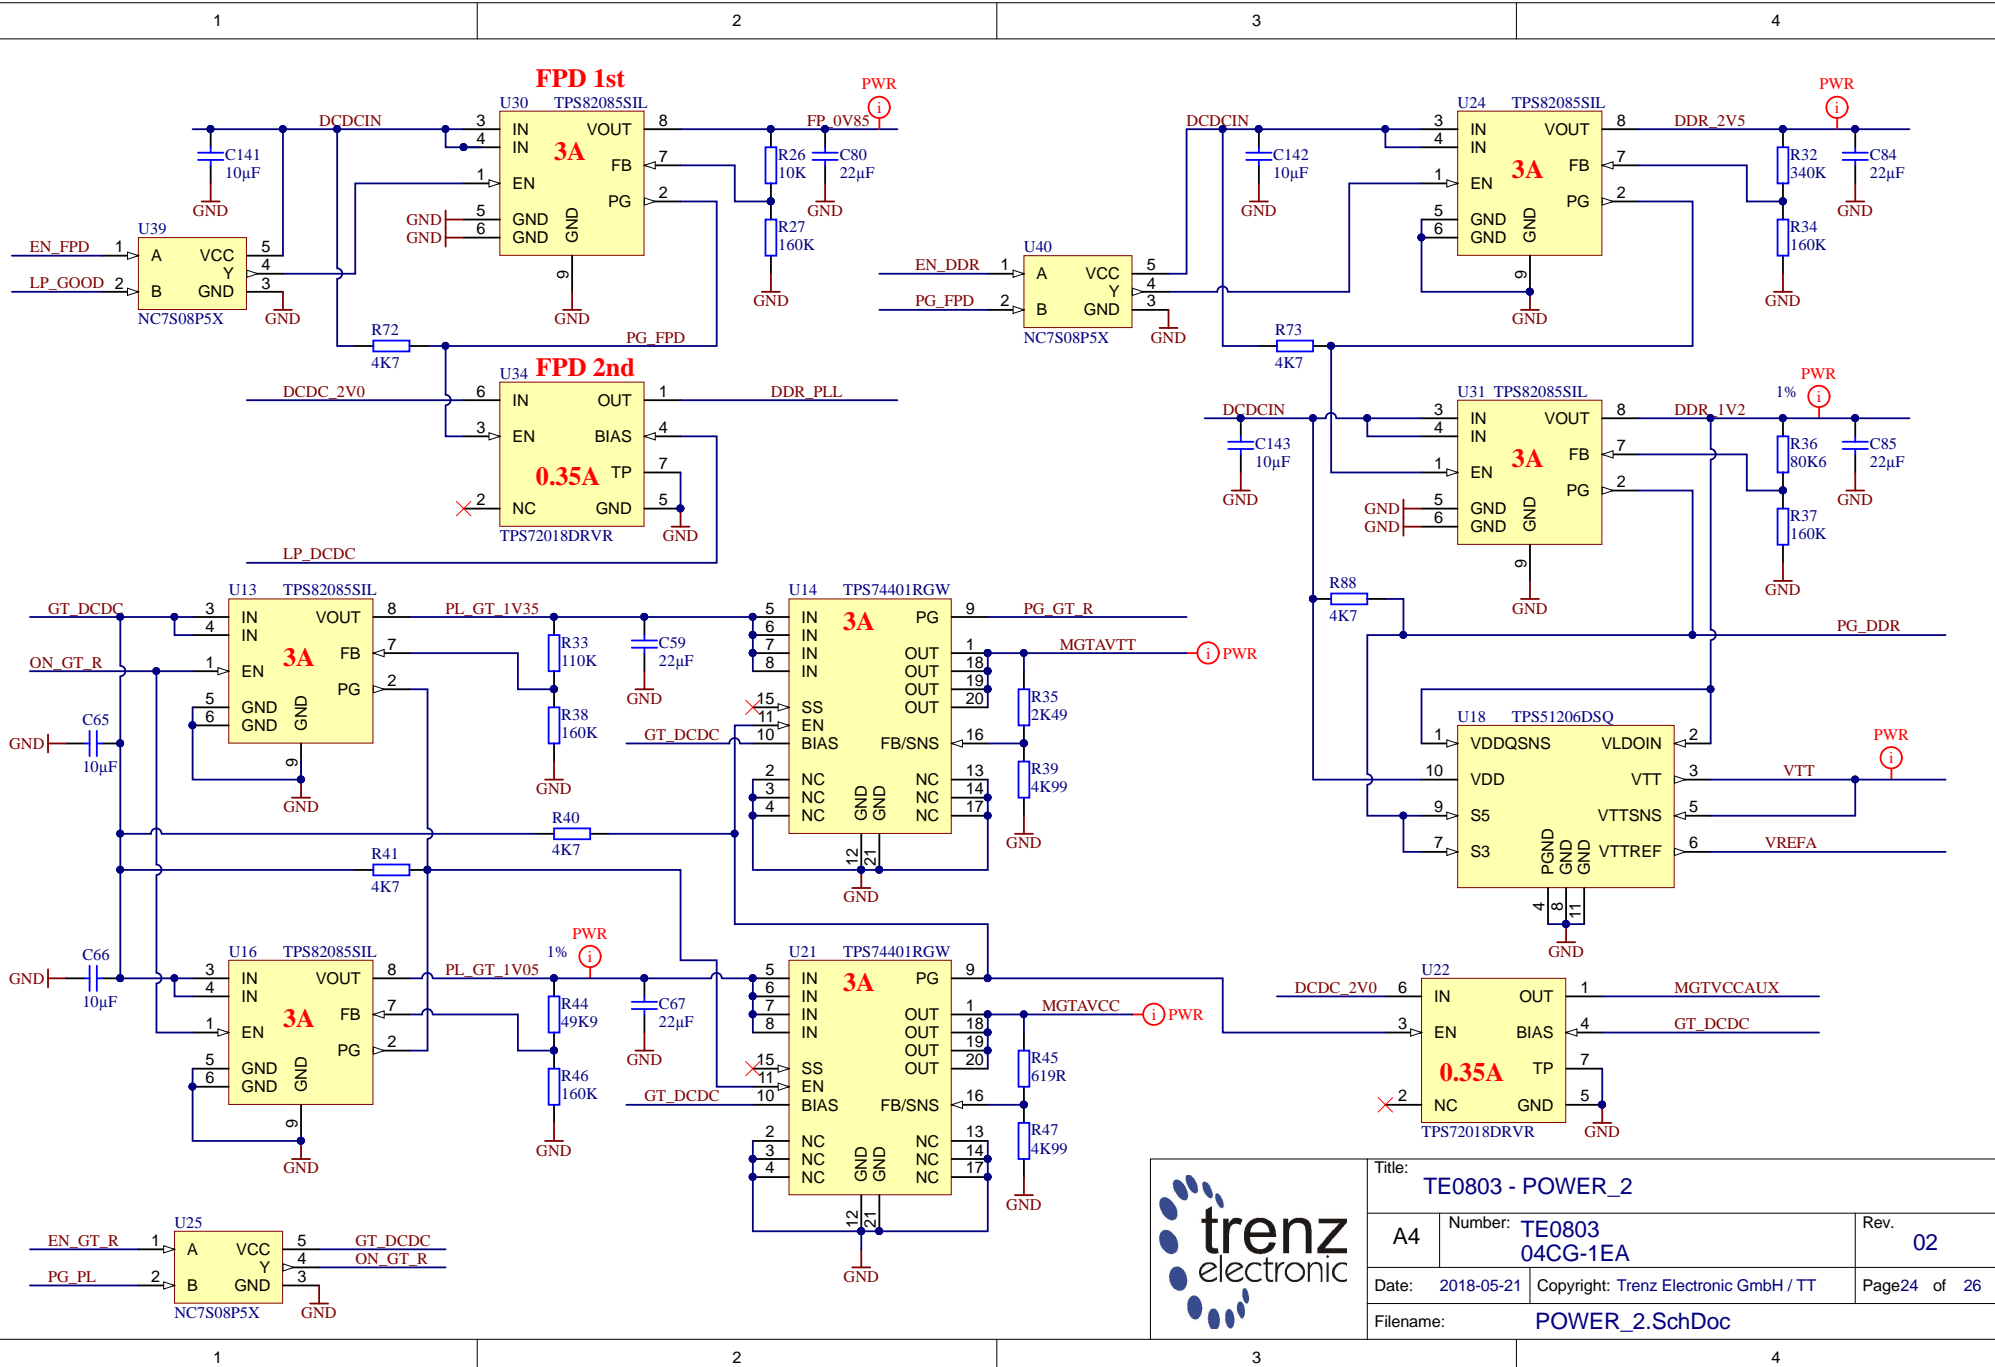 1 2 3 4
FPD 1st
U30 TPS82085SIL
DCDCIN
3 IN VOUT 8
4 IN
3A
FB 7
1 EN
PG 2
GND 5 GND
GND 6 GND
GND
9
GND
FP_0V85
PWR
C141
10µF
GND
R26
10K
C80
22µF
GND
R27
160K
GND
U39
EN_FPD 1 A VCC 5
Y 4
LP_GOOD 2 B GND 3
NC7S08P5X
GND
R72
4K7
PG_FPD
FPD 2nd
U34
DCDC_2V0 6 IN OUT 1 DDR_PLL
3 EN BIAS 4
0.35A TP 7
2 NC GND 5
TPS72018DRVR
GND
LP_DCDC
U24 TPS82085SIL
DCDCIN
3 IN VOUT 8 DDR_2V5
4 IN
3A
FB 7
1 EN
PG 2
5 GND
6 GND
GND
9
GND
PWR
C142
10µF
GND
R32
340K
C84
22µF
GND
R34
160K
GND
U40
EN_DDR 1 A VCC 5
Y 4
PG_FPD 2 B GND 3
NC7S08P5X
GND
R73
4K7
U31 TPS82085SIL
DCDCIN
3 IN VOUT 8 DDR_1V2
4 IN
3A
FB 7
1 EN
PG 2
GND 5 GND
GND 6 GND
GND
9
GND
1%
PWR
C143
10µF
GND
R36
80K6
C85
22µF
GND
R37
160K
GND
R88
4K7
PG_DDR
U18 TPS51206DSQ
1 VDDQSNS VLDOIN 2
10 VDD VTT 3 VTT
9 S5 VTTSNS 5
7 S3 VTTREF 6 VREFA
PGND GND GND
4 8 11
GND
PWR
U13 TPS82085SIL
GT_DCDC 3 IN VOUT 8 PL_GT_1V35
4 IN
3A
FB 7
ON_GT_R 1 EN
PG 2
5 GND
6 GND
GND
9
GND
C65
10µF
GND
R33
110K
C59
22µF
GND
R38
160K
GND
U14 TPS74401RGW
5 IN PG 9 PG_GT_R
6 IN
3A
7 IN OUT 1 MGTAVTT
PWR
8 IN OUT 18
OUT 19
15 SS OUT 20
11 EN
GT_DCDC 10 BIAS FB/SNS 16
2 NC NC 13
3 NC NC 14
4 NC NC 17
GND GND
12 21
GND
R35
2K49
R39
4K99
GND
R40
4K7
R41
4K7
U16 TPS82085SIL
3 IN VOUT 8 PL_GT_1V05
4 IN
3A
FB 7
1 EN
PG 2
5 GND
6 GND
GND
9
GND
C66
10µF
GND
1%
PWR
R44
49K9
C67
22µF
GND
R46
160K
GND
U21 TPS74401RGW
5 IN PG 9
6 IN
3A
7 IN OUT 1 MGTAVCC
PWR
8 IN OUT 18
OUT 19
15 SS OUT 20
11 EN
GT_DCDC 10 BIAS FB/SNS 16
2 NC NC 13
3 NC NC 14
4 NC NC 17
GND GND
12 21
GND
R45
619R
R47
4K99
GND
U22
DCDC_2V0 6 IN OUT 1 MGTVCCAUX
3 EN BIAS 4 GT_DCDC
0.35A TP 7
2 NC GND 5
TPS72018DRVR
GND
U25
EN_GT_R 1 A VCC 5 GT_DCDC
Y 4 ON_GT_R
PG_PL 2 B GND 3
NC7S08P5X
GND
trenz
electronic
Title:
TE0803 - POWER_2
A4
Number: TE0803
04CG-1EA
Rev.
02
Date: 2018-05-21
Copyright: Trenz Electronic GmbH / TT
Page24 of 26
Filename: POWER_2.SchDoc
1 2 3 4